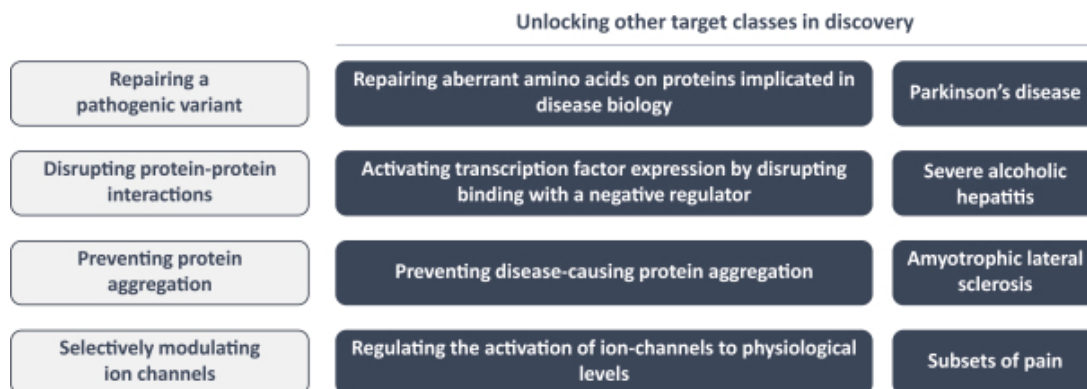 Unlocking other target classes in discovery
Repairing a
pathogenic variant
Repairing aberrant amino acids on proteins implicated in
disease biology
Parkinson's disease
Disrupting protein-protein
interactions
Activating transcription factor expression by disrupting
binding with a negative regulator
Severe alcoholic
hepatitis
Preventing protein
aggregation
Preventing disease-causing protein aggregation
Amyotrophic lateral
sclerosis
Selectively modulating
ion channels
Regulating the activation of ion-channels to physiological
levels
Subsets of pain